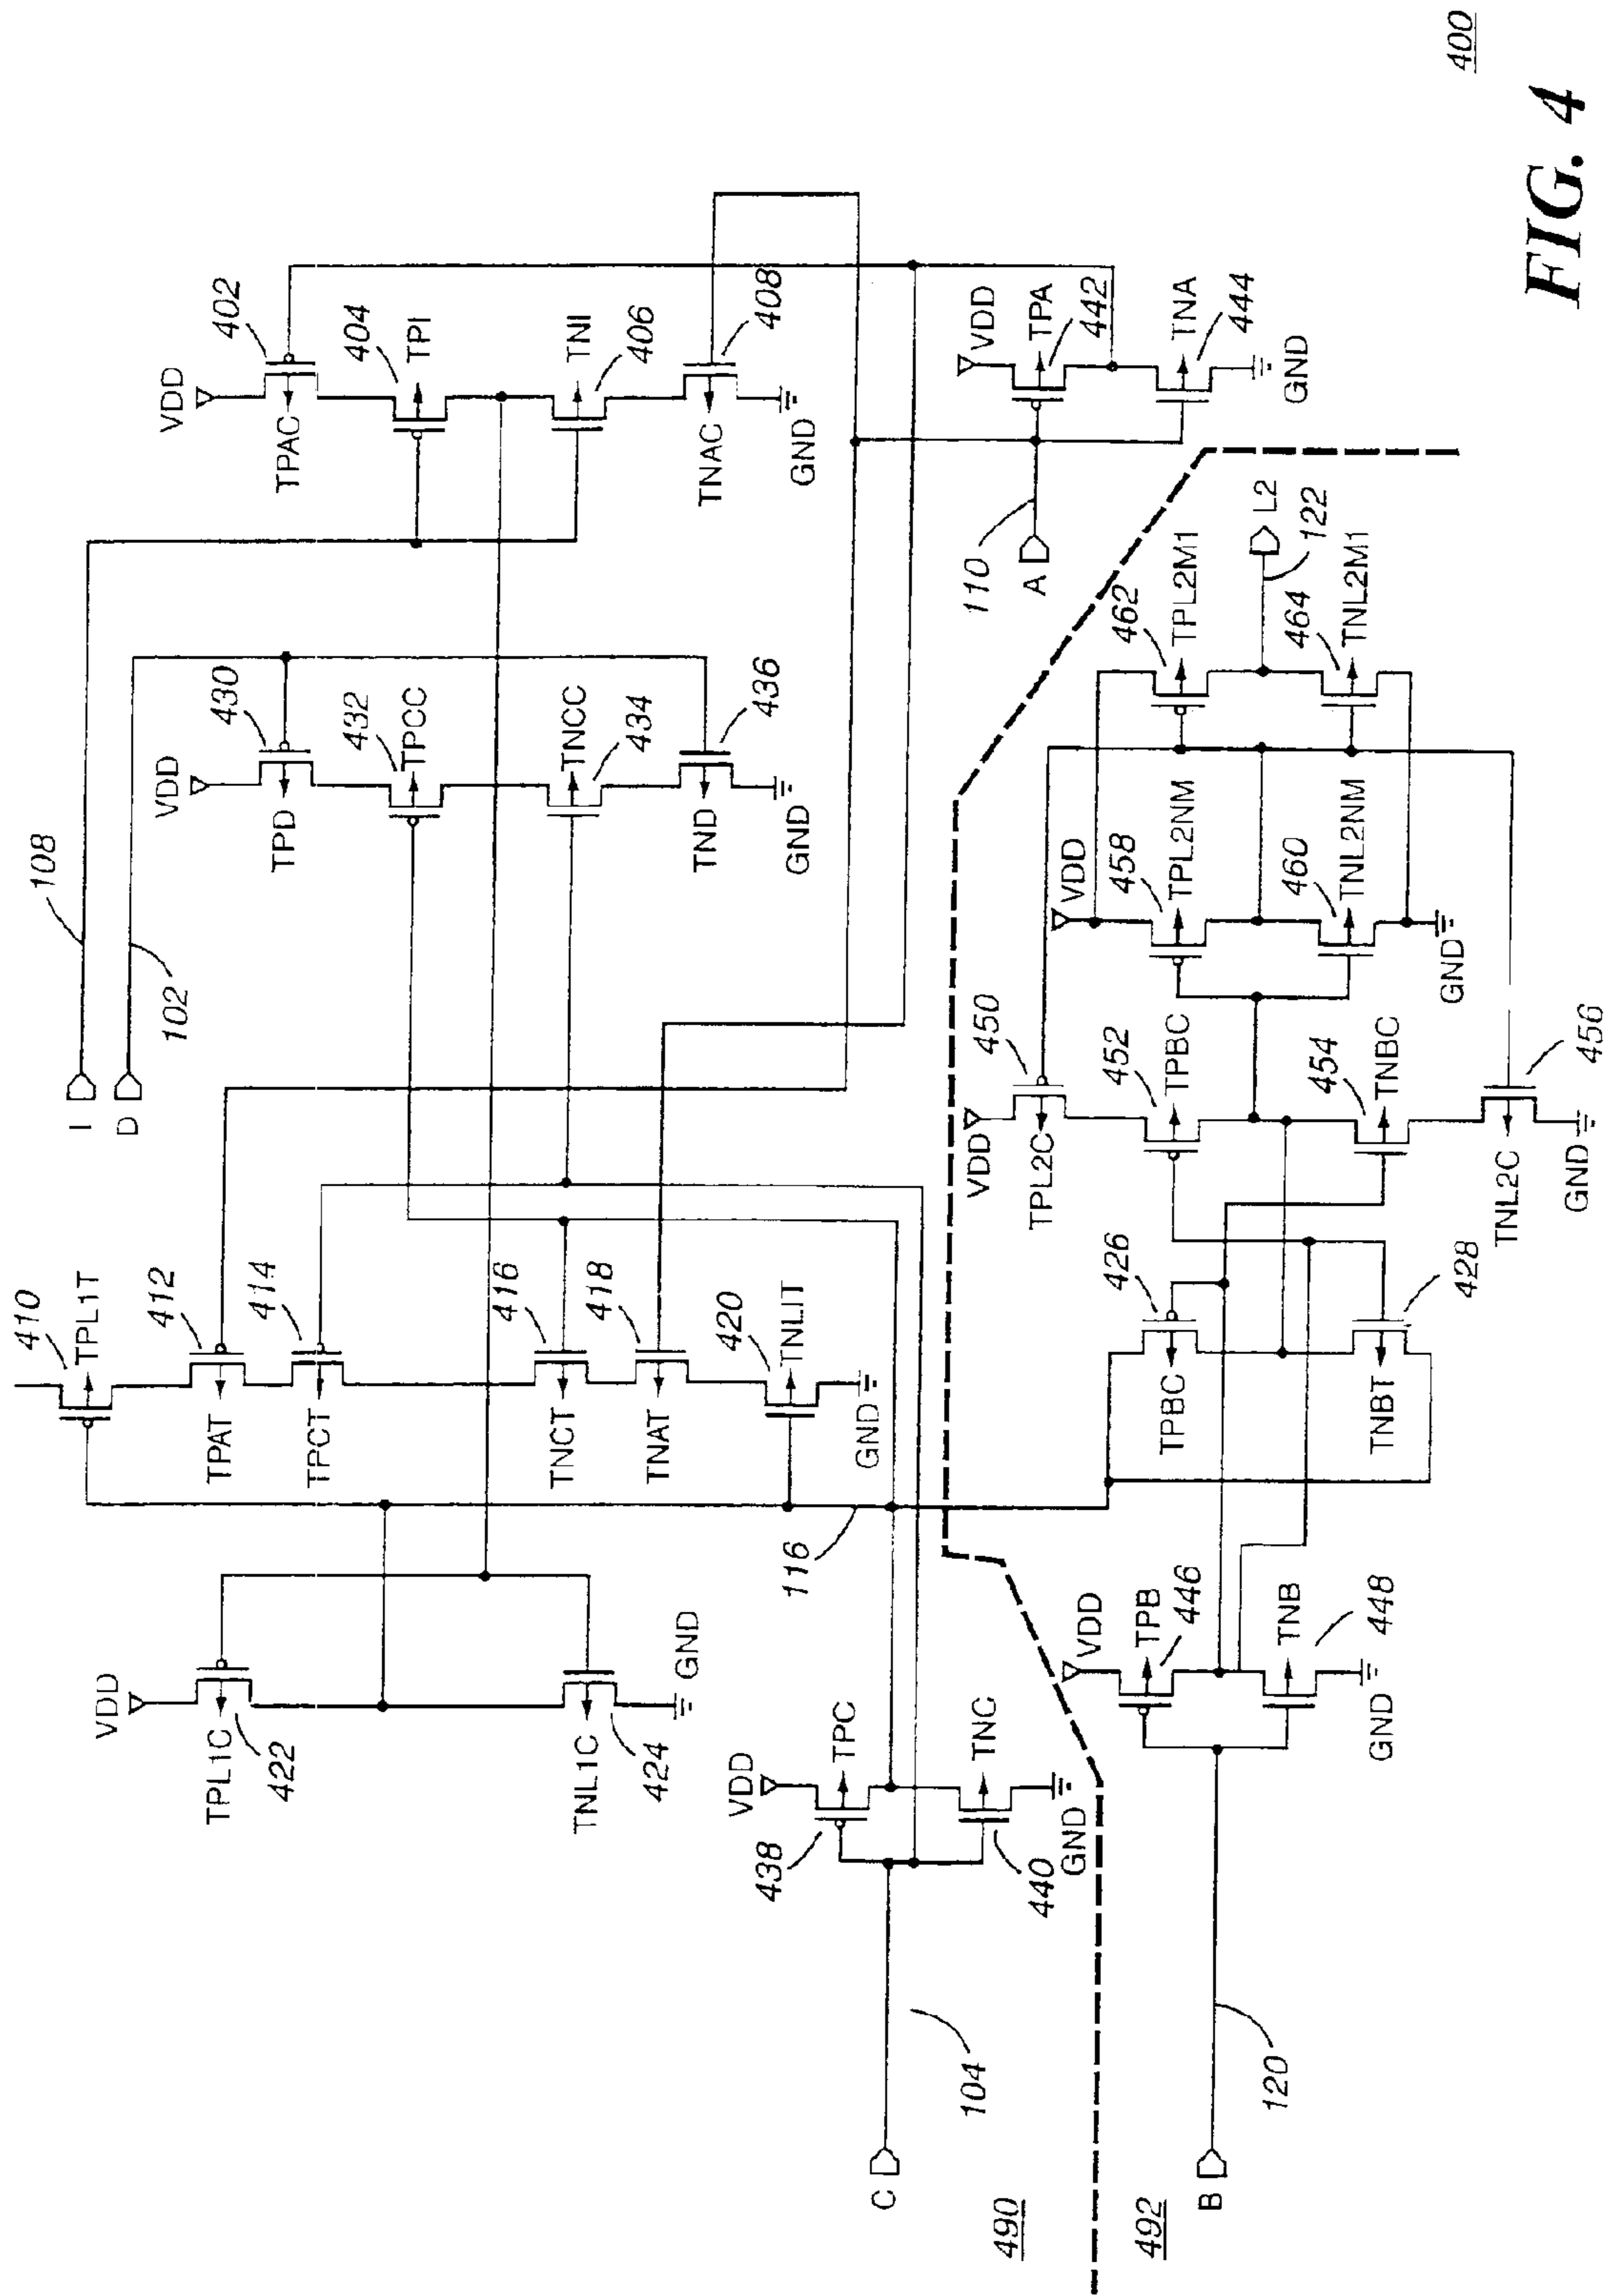 400
FIG. 4
108
I
D
102
VDD
402
TPAC
404
TPI
TNI
406
TNAC
408
GND
VDD
430
TPD
432
TPCC
TNCC
434
TND
436
GND
410
TPL1T
412
TPAT
414
TPCT
416
TNCT
418
TNAT
420
TNLIT
GND
116
VDD
TPL1C
422
TNL1C
424
GND
110
A
VDD
TPA
442
TNA
444
GND
C
104
VDD
438
TPC
TNC
440
GND
490
492
B
120
VDD
TPB
446
TNB
448
GND
426
TPBC
TNBT
428
450
VDD
TPL2C
452
TPBC
454
TNBC
456
TNL2C
GND
VDD
458
TPL2NM
460
TNL2NM
GND
462
TPL2M1
464
TNL2M1
L2
122